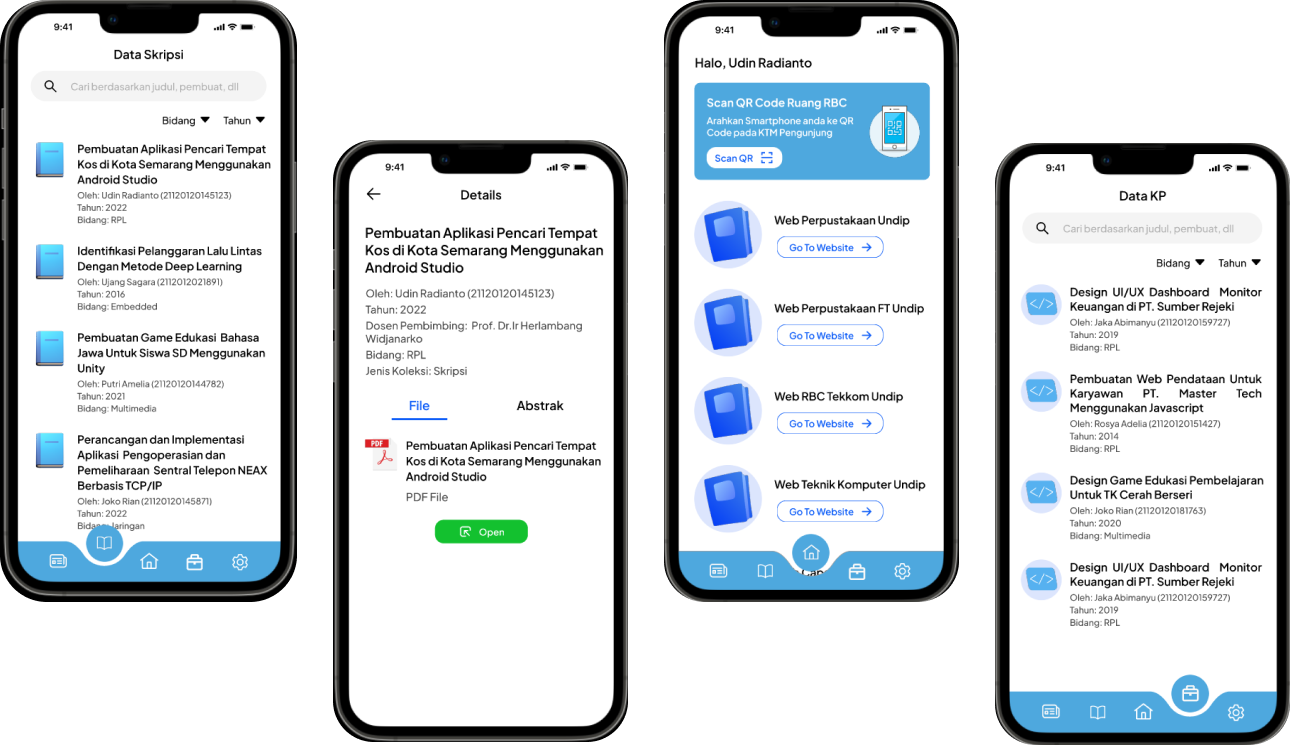 9:41
Data Skripsi
Cari berdasarkan judul, pembuat, dll
Bidang
Tahun
Pembuatan Aplikasi Pencari Tempat
Kos di Kota Semarang Menggunakan
Android Studio
Oleh: Udin Radianto (21120120145123)
Tahun: 2022
Bidang: RPL
Identifikasi Pelanggaran Lalu Lintas
Dengan Metode Deep Learning
Oleh: Ujang Sagara (2112012021891)
Tahun: 2016
Bidang: Embedded
Pembuatan Game Edukasi Bahasa
Jawa Untuk Siswa SD Menggunakan
Unity
Oleh: Putri Amelia (21120120144782)
Tahun: 2021
Bidang: Multimedia
Perancangan dan Implementasi
Aplikasi Pengoperasian dan
Pemeliharaan Sentral Telepon NEAX
Berbasis TCP/IP
Oleh: Joko Rian (21120120145871)
Tahun: 2022
Bidang: Jaringan
9:41
Details
Pembuatan Aplikasi Pencari Tempat
Kos di Kota Semarang Menggunakan
Android Studio
Oleh: Udin Radianto (21120120145123)
Tahun: 2022
Dosen Pembimbing: Prof. Dr.Ir Herlambang
Widjanarko
Bidang: RPL
Jenis Koleksi: Skripsi
File
Abstrak
PDF
Pembuatan Aplikasi Pencari Tempat
Kos di Kota Semarang Menggunakan
Android Studio
PDF File
Open
9:41
Halo, Udin Radianto
Scan QR Code Ruang RBC
Arahkan Smartphone anda ke QR
Code pada KTM Pengunjung
Scan QR
Web Perpustakaan Undip
Go To Website
Web Perpustakaan FT Undip
Go To Website
Web RBC Tekkom Undip
Go To Website
Web Teknik Komputer Undip
Go To Website
9:41
Data KP
Cari berdasarkan judul, pembuat, dll
Bidang
Tahun
Design UI/UX Dashboard Monitor
Keuangan di PT. Sumber Rejeki
Oleh: Jaka Abimanyu (21120120159727)
Tahun: 2019
Bidang: RPL
Pembuatan Web Pendataan Untuk
Karyawan PT. Master Tech
Menggunakan Javascript
Oleh: Rosya Adelia (21120120151427)
Tahun: 2014
Bidang: RPL
Design Game Edukasi Pembelajaran
Untuk TK Cerah Berseri
Oleh: Joko Rian (21120120181763)
Tahun: 2020
Bidang: Multimedia
Design UI/UX Dashboard Monitor
Keuangan di PT. Sumber Rejeki
Oleh: Jaka Abimanyu (21120120159727)
Tahun: 2019
Bidang: RPL